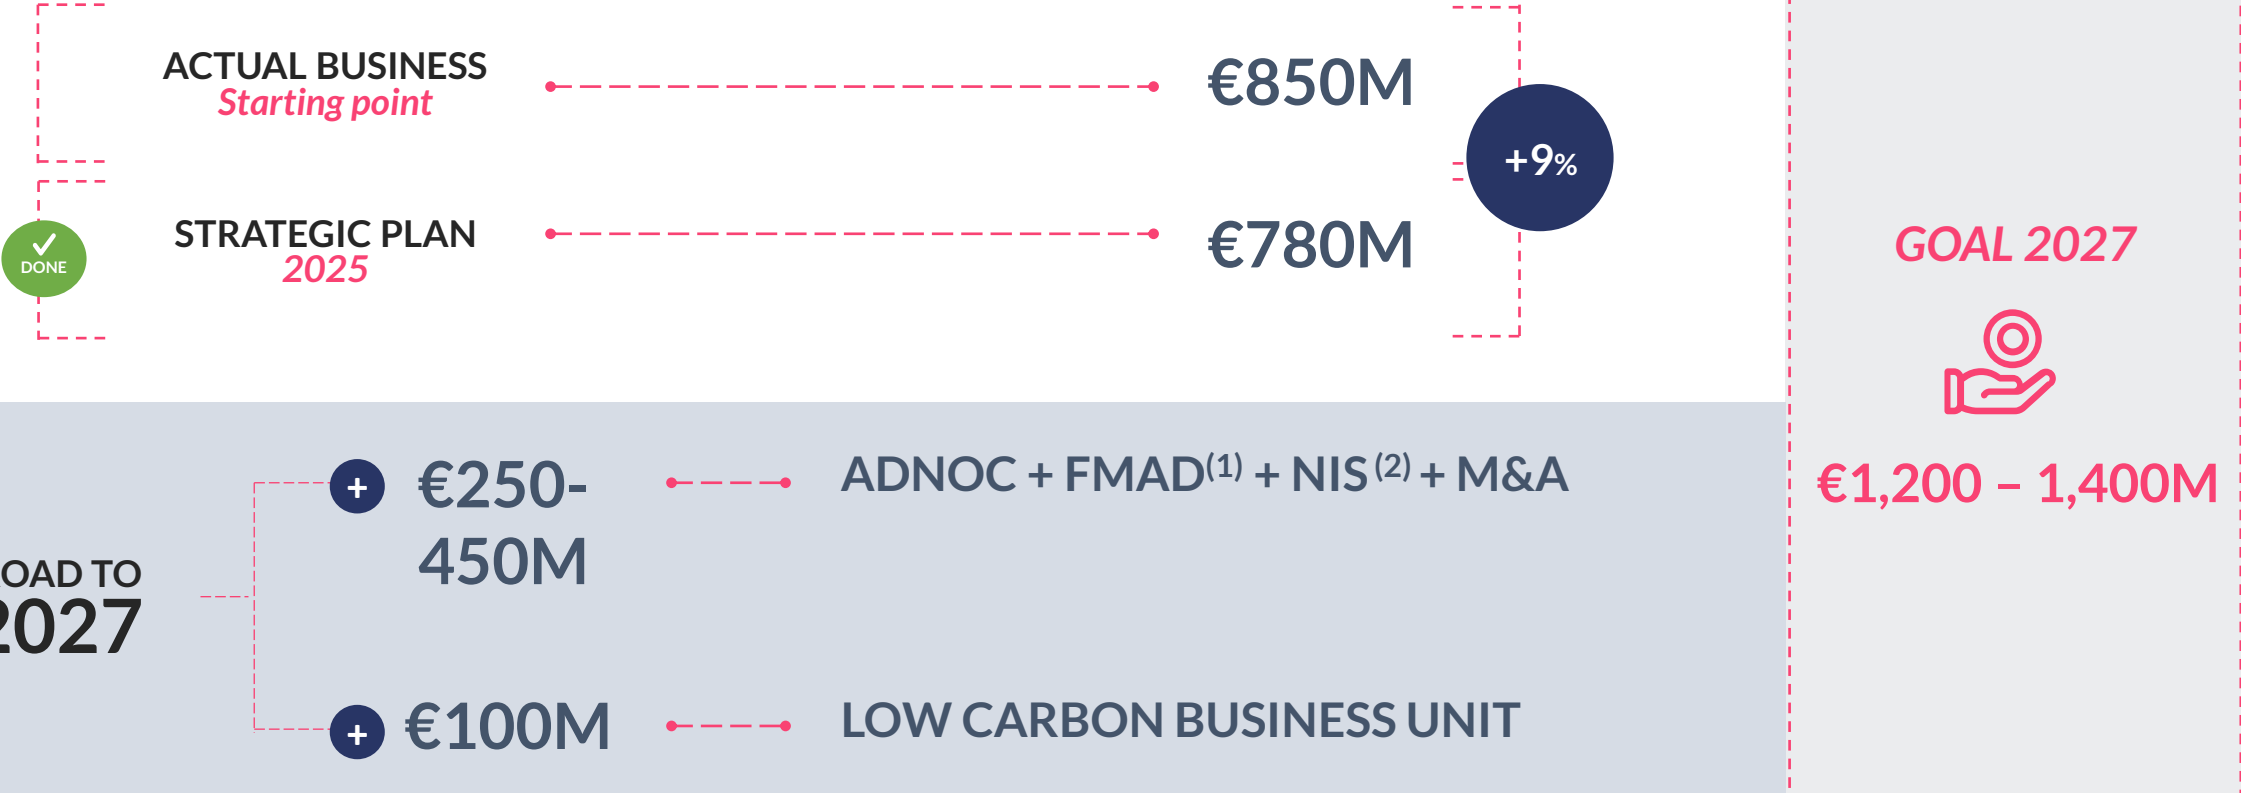 ACTUAL BUSINESS
Starting point
€850M
+9%
DONE
STRATEGIC PLAN
2025
€780M
GOAL 2027
€1,200 – 1,400M
OAD TO
2027
+
€250-
450M
ADNOC + FMAD(1) + NIS (2) + M&A
+
€100M
LOW CARBON BUSINESS UNIT